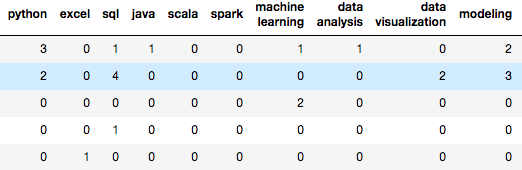 python excel sql java scala spark machine learning data analysis data visualization modeling
3 0 1 1 0 0 1 1 0 2
2 0 4 0 0 0 0 0 2 3
0 0 0 0 0 0 2 0 0 0
0 0 1 0 0 0 0 0 0 0
0 1 0 0 0 0 0 0 0 0